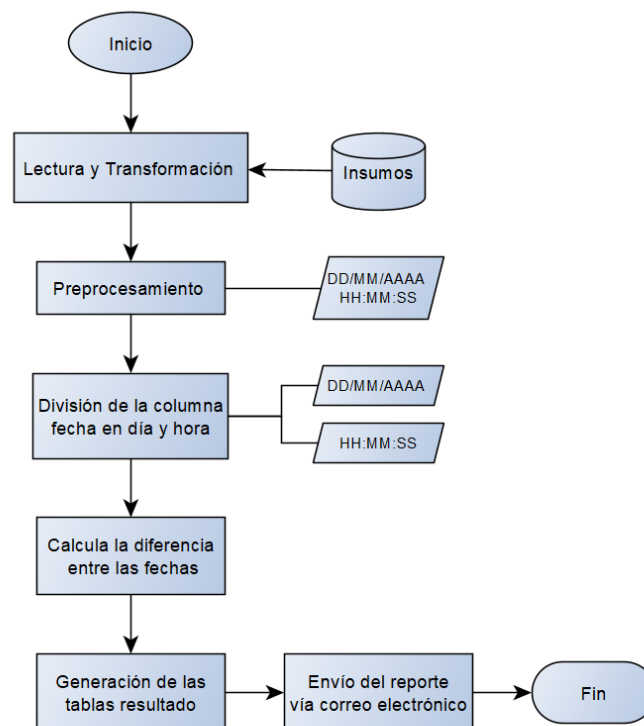 Inicio
Lectura y Transformación
Insumos
Preprocesamiento
DD/MM/AAAA
HH:MM:SS
División de la columna
fecha en día y hora
DD/MM/AAAA
HH:MM:SS
Calcula la diferencia
entre las fechas
Generación de las
tablas resultado
Envío del reporte
vía correo electrónico
Fin